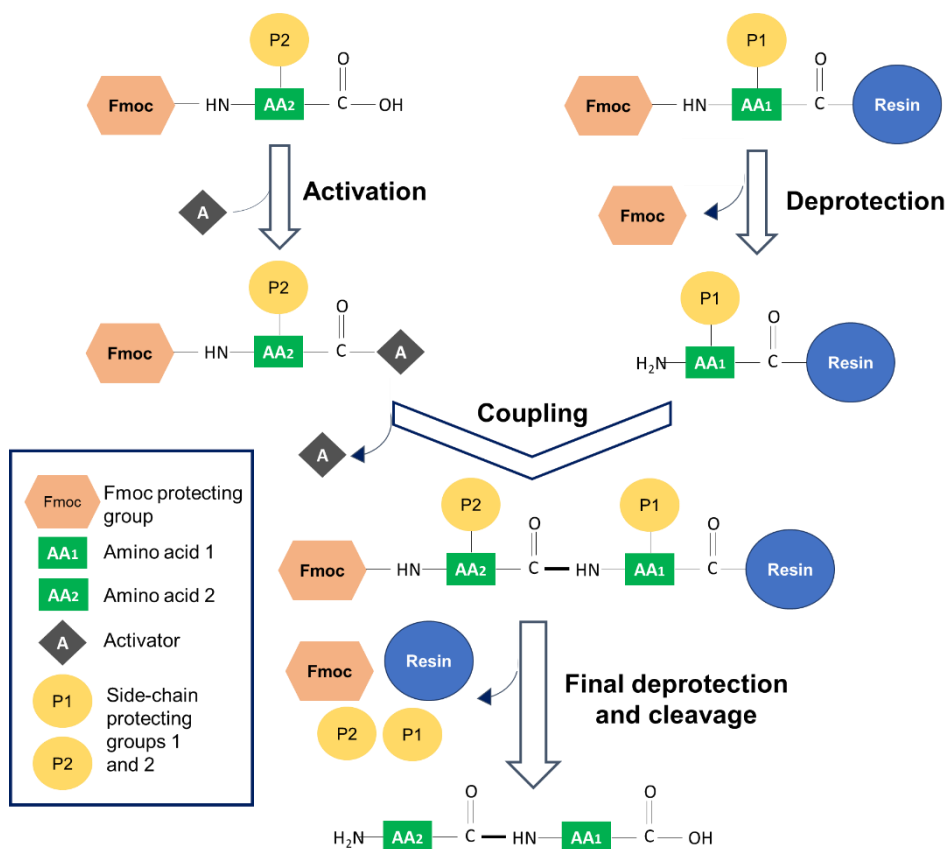 P2
O
Fmoc HN AA2 C OH
P1
O
Fmoc HN AA1 C Resin
Activation
A
Deprotection
Fmoc
P2
O
Fmoc HN AA2 C A
P1
O
H2N AA1 C Resin
Coupling
A
P2
O
P1
O
Fmoc HN AA2 C HN AA1 C Resin
Fmoc
Resin
P2
P1
Final deprotection
and cleavage
O
O
H2N AA2 C HN AA1 C OH
Fmoc
Fmoc protecting
group
AA1
Amino acid 1
AA2
Amino acid 2
A
Activator
P1
P2
Side-chain
protecting
groups 1
and 2